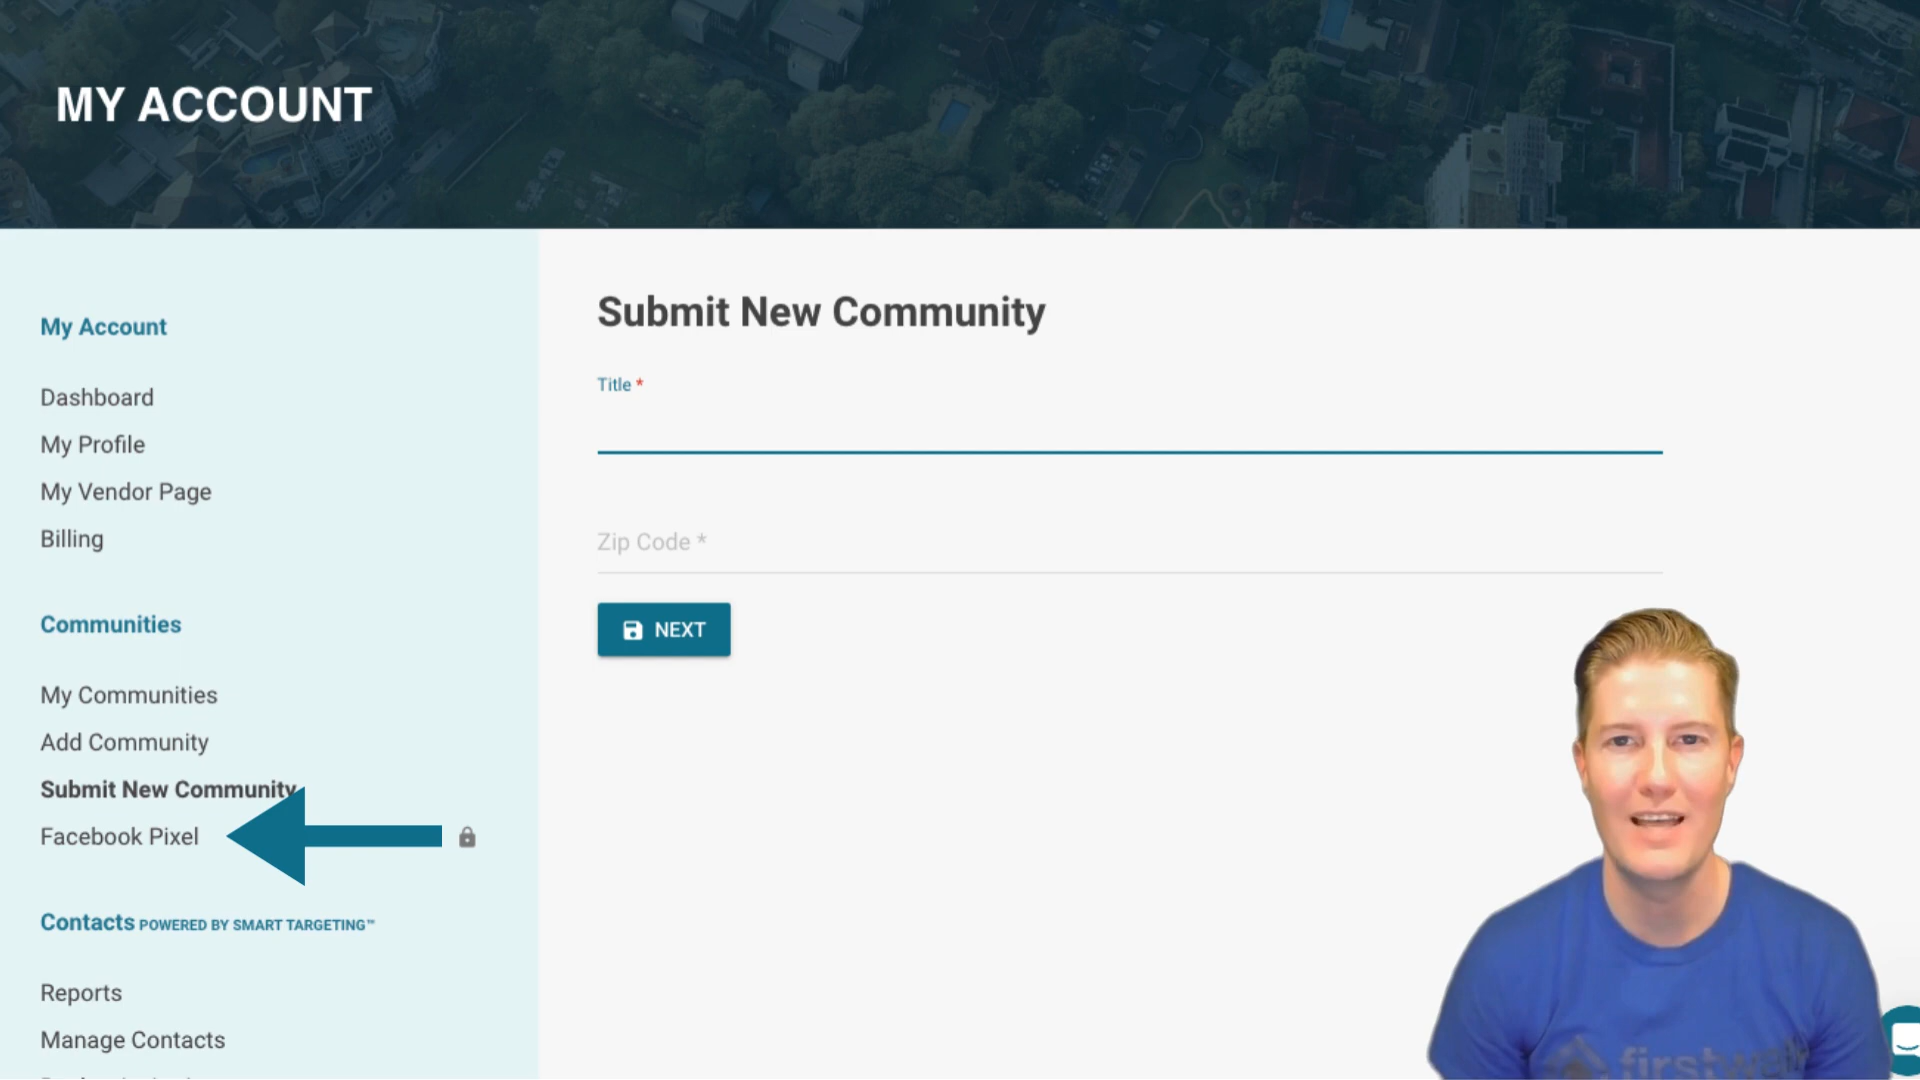 MY ACCOUNT
My Account
Dashboard
My Profile
My Vendor Page
Billing
Communities
My Communities
Add Community
Submit New Community
Facebook Pixel
Contacts POWERED BY SMART TARGETING™
Reports
Manage Contacts
Submit New Community
Title *
Zip Code *
NEXT